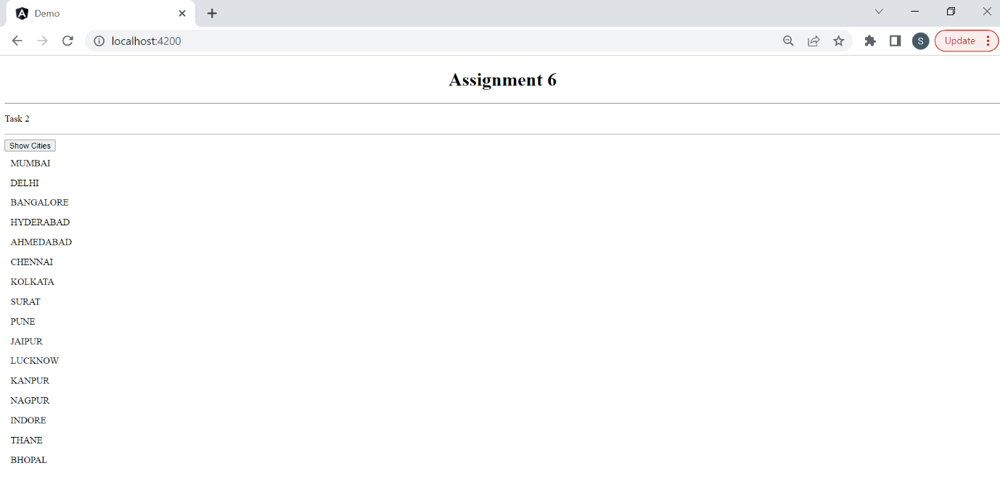 Demo
localhost:4200
S
Update
Assignment 6
Task 2
Show Cities
MUMBAI
DELHI
BANGALORE
HYDERABAD
AHMEDABAD
CHENNAI
KOLKATA
SURAT
PUNE
JAIPUR
LUCKNOW
KANPUR
NAGPUR
INDORE
THANE
BHOPAL